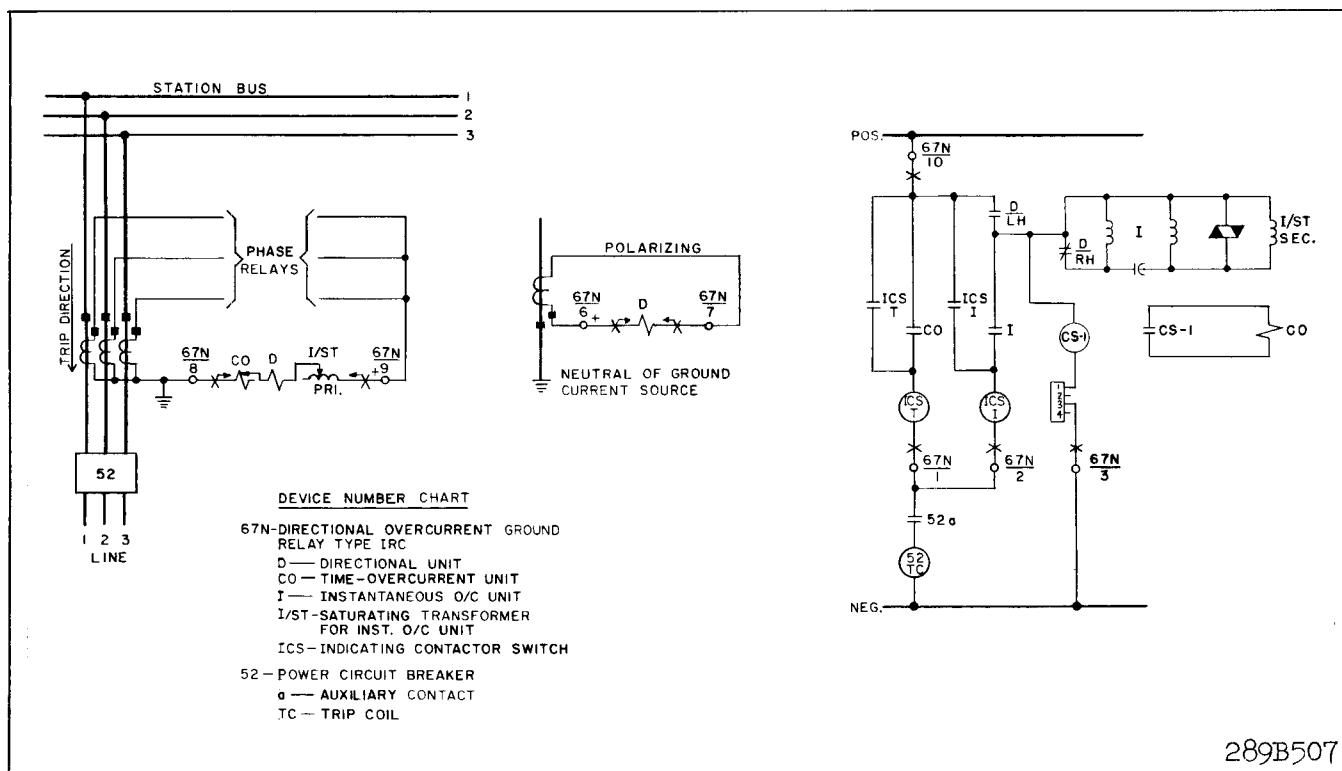 STATION BUS
1
2
3
TRIP DIRECTION
PHASE
RELAYS
67N
8
CO
D
I/ST
PRI.
67N
+9
52
1 2 3
LINE
POLARIZING
67N
6 +
D
67N
7
NEUTRAL OF GROUND
CURRENT SOURCE
POS.
67N
10
D
LH
D
RH
I
I/ST
SEC.
ICS
T
CO
ICS
I
I
CS-1
CS-1
CO
ICS
T
ICS
I
1
2
3
4
67N
1
67N
2
67N
3
52a
52
TC
NEG.
DEVICE NUMBER CHART
67N-DIRECTIONAL OVERCURRENT GROUND
RELAY TYPE IRC
D — DIRECTIONAL UNIT
CO — TIME-OVERCURRENT UNIT
I — INSTANTANEOUS O/C UNIT
I/ST-SATURATING TRANSFORMER
FOR INST. O/C UNIT
ICS-INDICATING CONTACTOR SWITCH
52-POWER CIRCUIT BREAKER
a — AUXILIARY CONTACT
TC — TRIP COIL
289B507